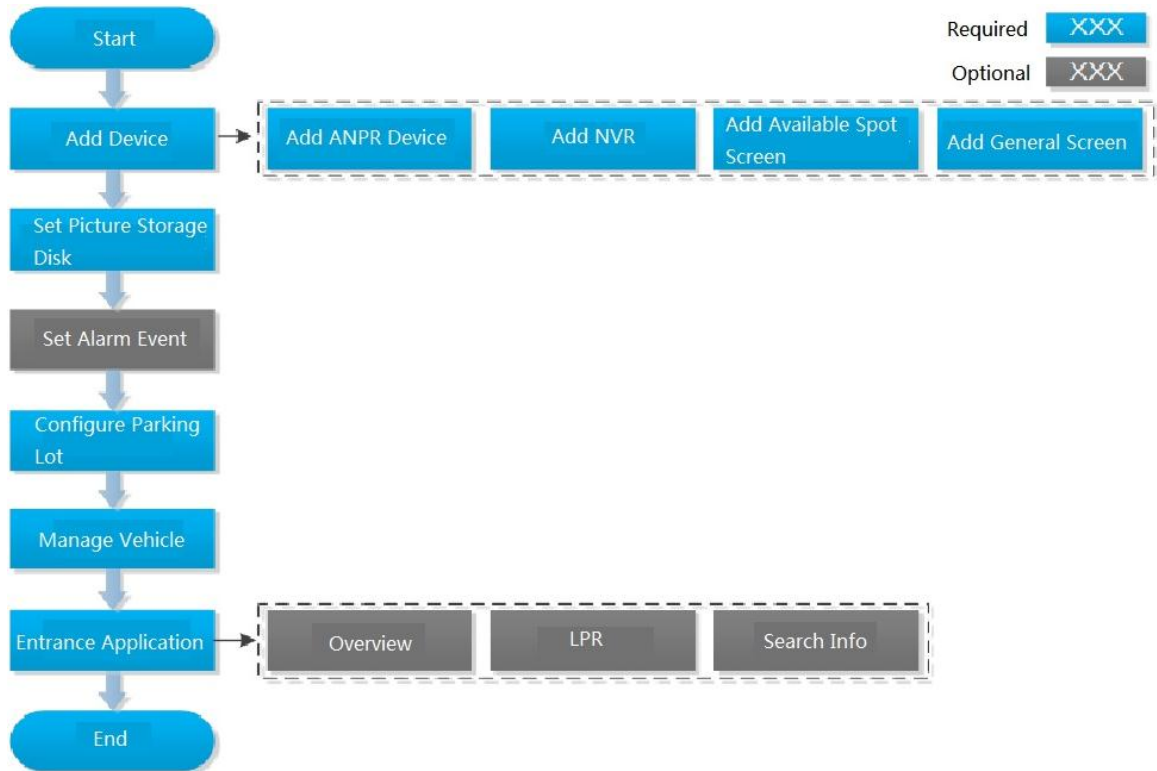 Start
Required XXX
Optional XXX
Add Device
Add ANPR Device
Add NVR
Add Available Spot
Screen
Add General Screen
Set Picture Storage
Disk
Set Alarm Event
Configure Parking
Lot
Manage Vehicle
Entrance Application
Overview
LPR
Search Info
End